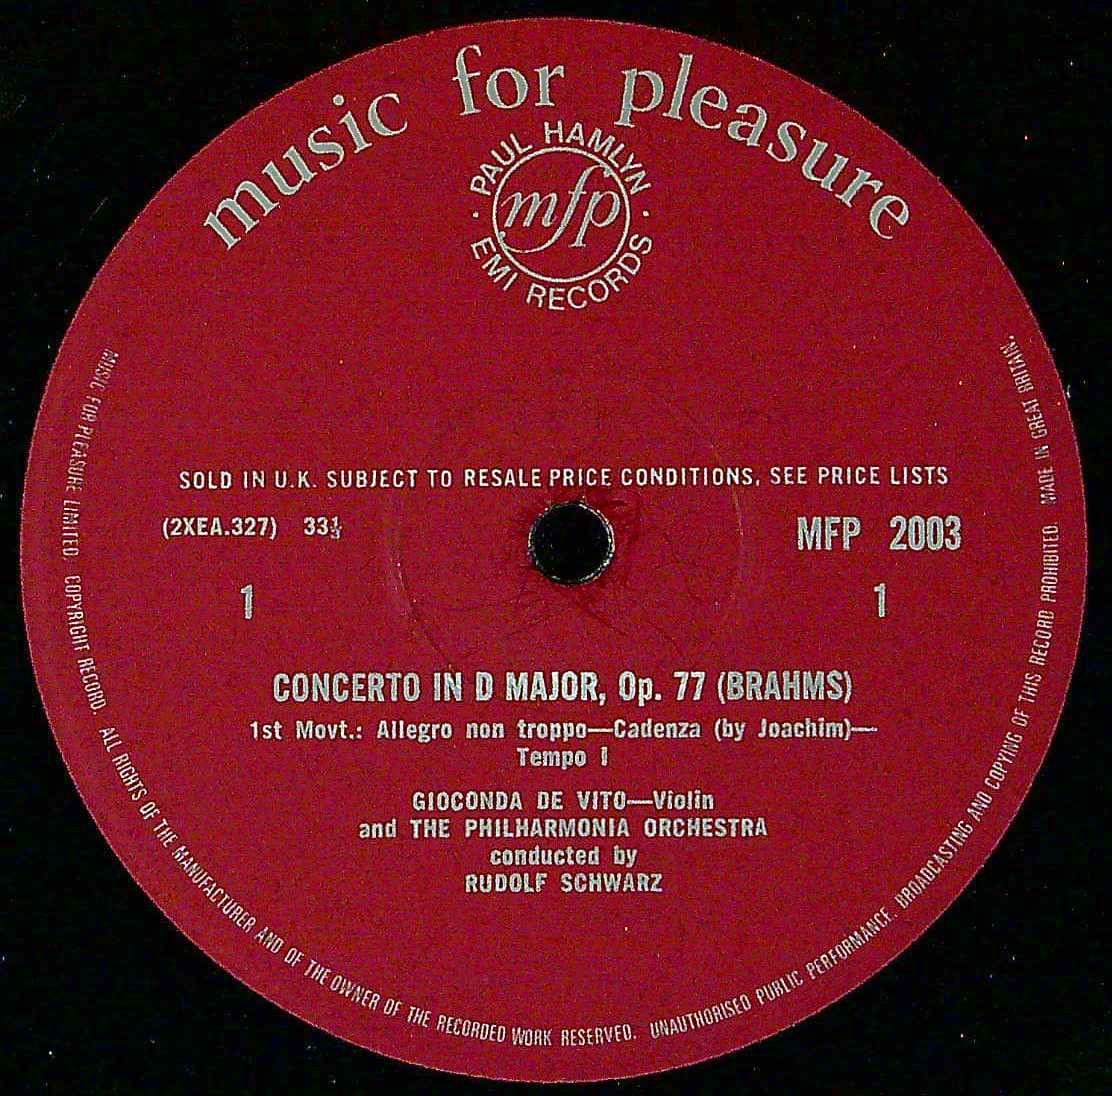 music for pleasure
PAUL HAMLYN
mfp
· EMI RECORDS ·
SOLD IN U.K. SUBJECT TO RESALE PRICE CONDITIONS, SEE PRICE LISTS
(2XEA.327) 33⅓ MFP 2003
1 1
CONCERTO IN D MAJOR, Op. 77 (BRAHMS)
1st Movt.: Allegro non troppo—Cadenza (by Joachim)—
Tempo I
GIOCONDA DE VITO—Violin
and THE PHILHARMONIA ORCHESTRA
conducted by
RUDOLF SCHWARZ
MUSIC FOR PLEASURE LIMITED. COPYRIGHT RECORD. ALL RIGHTS OF THE MANUFACTURER AND OF THE OWNER OF THE RECORDED WORK RESERVED. UNAUTHORISED PUBLIC PERFORMANCE, BROADCASTING AND COPYING OF THIS RECORD PROHIBITED. MADE IN GREAT BRITAIN.